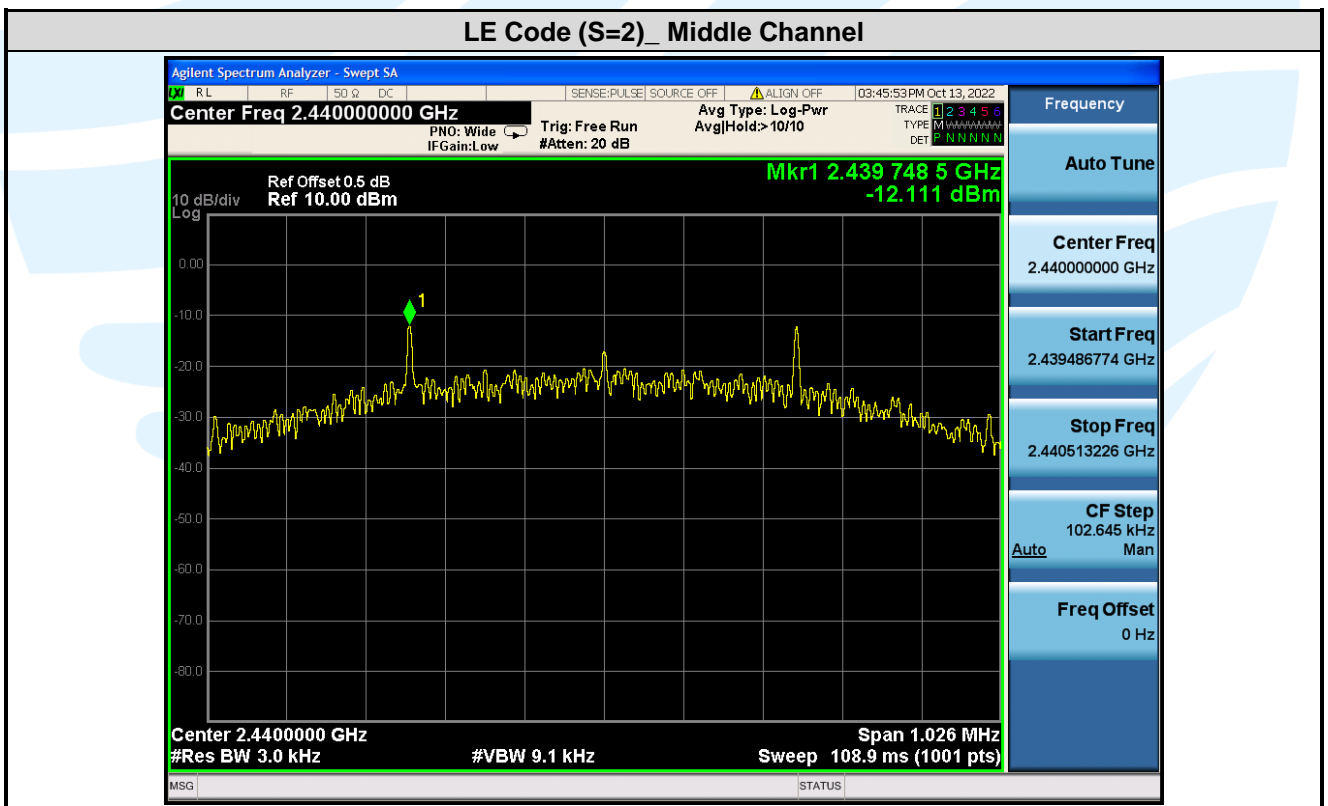 LE Code (S=2)_ Middle Channel
Agilent Spectrum Analyzer - Swept SA
LXI RL RF 50 Ω DC SENSE:PULSE SOURCE OFF ALIGN OFF 03:45:53 PM Oct 13, 2022
Center Freq 2.440000000 GHz
PNO: Wide
IFGain:Low
Trig: Free Run
#Atten: 20 dB
Avg Type: Log-Pwr
Avg|Hold:>10/10
TRACE 1 2 3 4 5 6
TYPE M WWWWW
DET P N N N N N
Mkr1 2.439 748 5 GHz
-12.111 dBm
Ref Offset 0.5 dB
10 dB/div Ref 10.00 dBm
Log
1
0.00
-10.0
-20.0
-30.0
-40.0
-50.0
-60.0
-70.0
-80.0
Center 2.4400000 GHz Span 1.026 MHz
#Res BW 3.0 kHz #VBW 9.1 kHz Sweep 108.9 ms (1001 pts)
MSG STATUS
Frequency
Auto Tune
Center Freq
2.440000000 GHz
Start Freq
2.439486774 GHz
Stop Freq
2.440513226 GHz
CF Step
102.645 kHz
Auto Man
Freq Offset
0 Hz